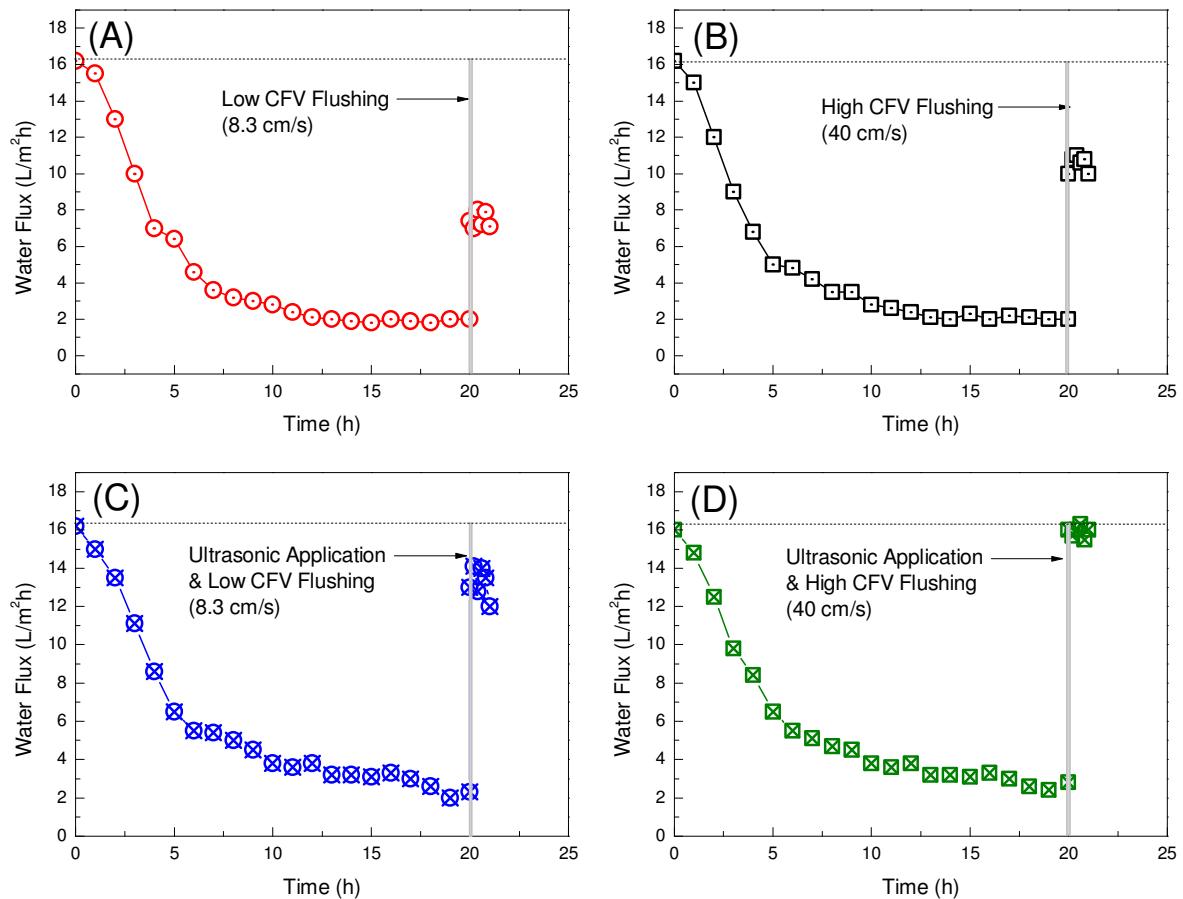 (A)
Low CFV Flushing
(8.3 cm/s)
Water Flux (L/m²h)
18
16
14
12
10
8
6
4
2
0
0 5 10 15 20 25
Time (h)
(B)
High CFV Flushing
(40 cm/s)
Water Flux (L/m²h)
18
16
14
12
10
8
6
4
2
0
0 5 10 15 20 25
Time (h)
(C)
Ultrasonic Application
& Low CFV Flushing
(8.3 cm/s)
Water Flux (L/m²h)
18
16
14
12
10
8
6
4
2
0
0 5 10 15 20 25
Time (h)
(D)
Ultrasonic Application
& High CFV Flushing
(40 cm/s)
Water Flux (L/m²h)
18
16
14
12
10
8
6
4
2
0
0 5 10 15 20 25
Time (h)